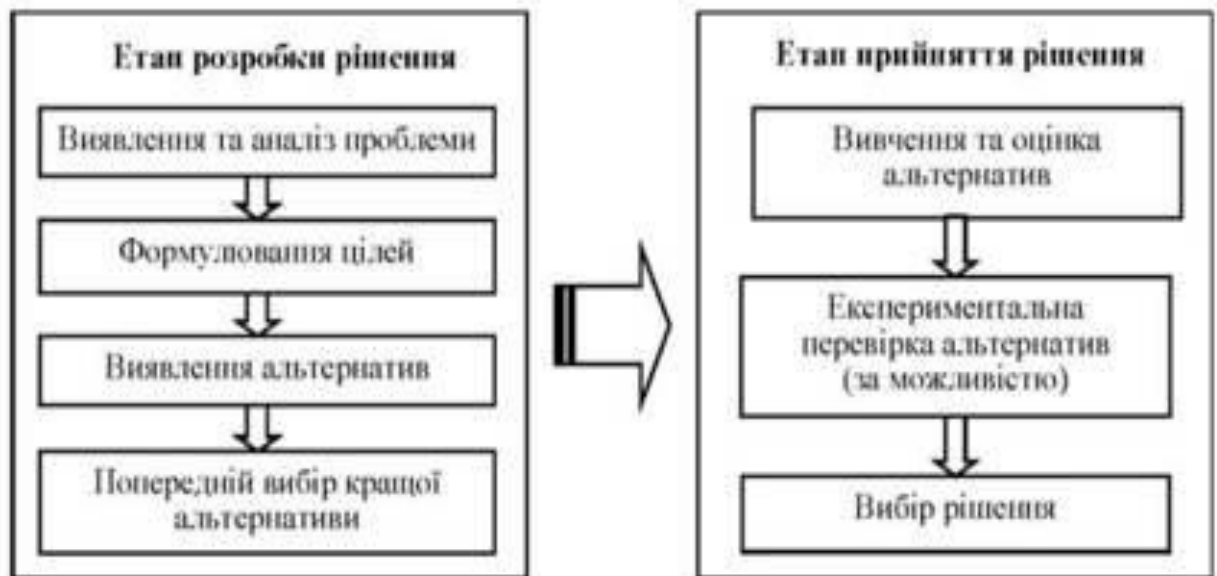 Етап розробки рішення
Виявлення та аналіз проблеми
Формулювання цілей
Виявлення альтернатив
Попередній вибір кращої
альтернативи
Етап прийняття рішення
Вивчення та оцінка
альтернатив
Експериментальна
перевірка альтернатив
(за можливістю)
Вибір рішення